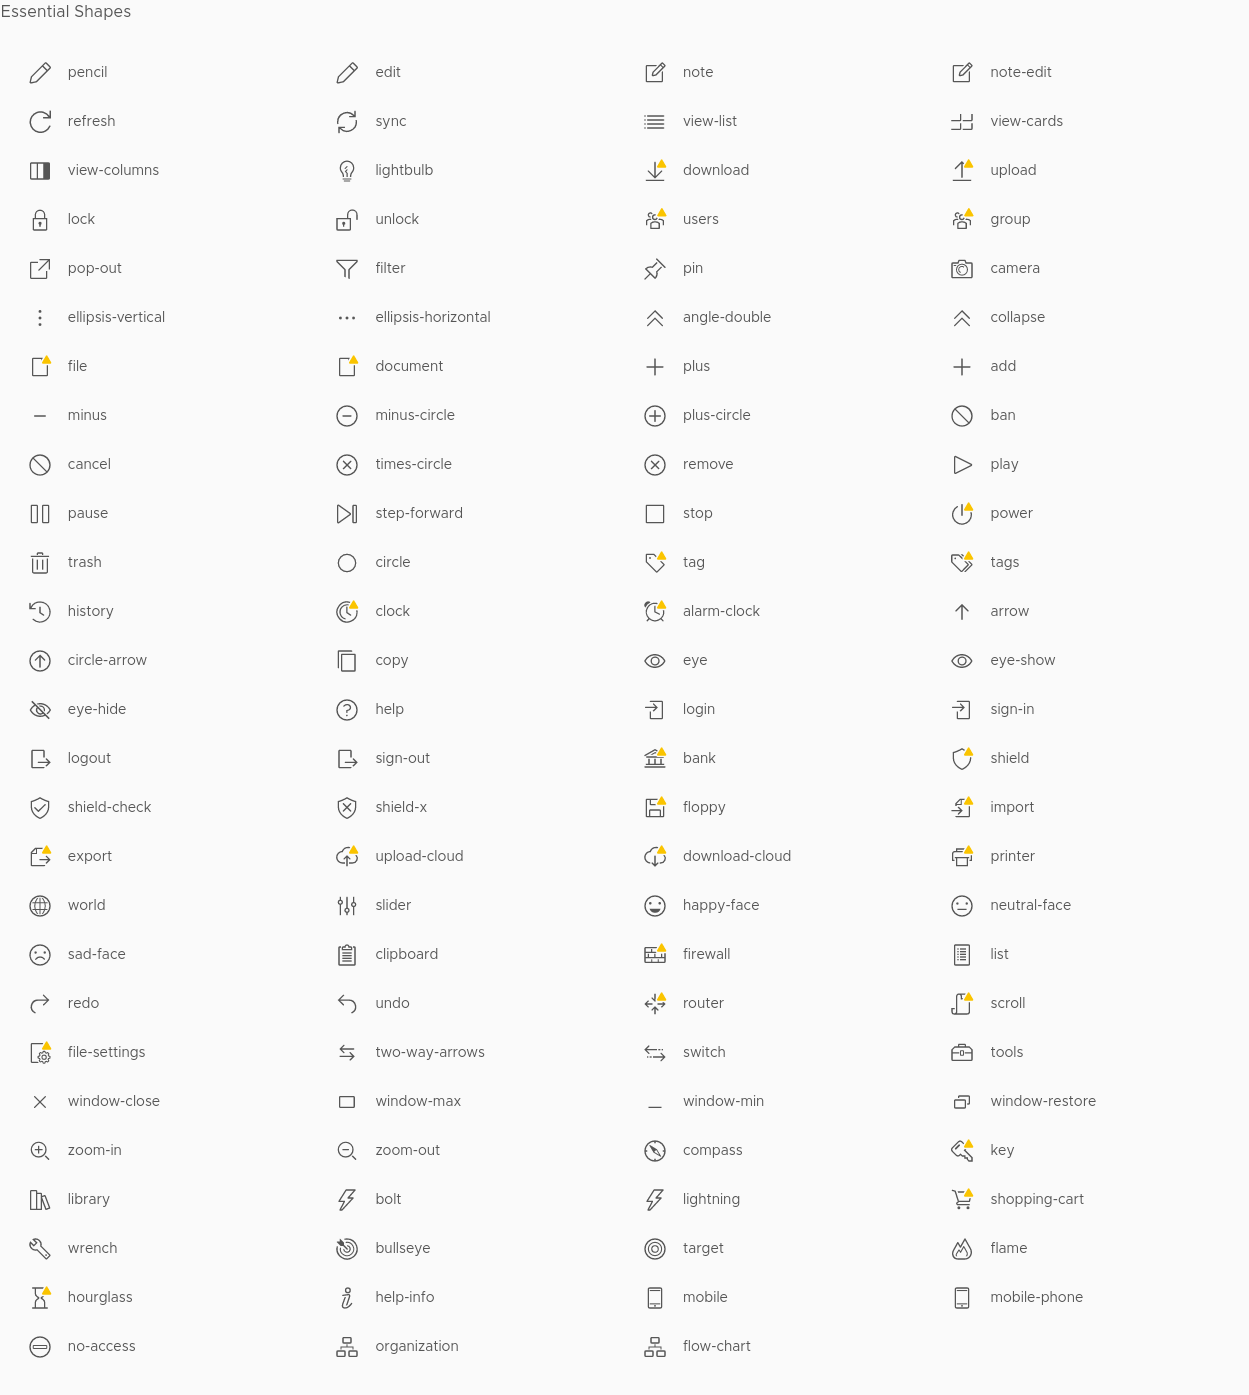 Essential Shapes
pencil edit note note-edit
refresh sync view-list view-cards
view-columns lightbulb download upload
lock unlock users group
pop-out filter pin camera
ellipsis-vertical ellipsis-horizontal angle-double collapse
file document plus add
minus minus-circle plus-circle ban
cancel times-circle remove play
pause step-forward stop power
trash circle tag tags
history clock alarm-clock arrow
circle-arrow copy eye eye-show
eye-hide help login sign-in
logout sign-out bank shield
shield-check shield-x floppy import
export upload-cloud download-cloud printer
world slider happy-face neutral-face
sad-face clipboard firewall list
redo undo router scroll
file-settings two-way-arrows switch tools
window-close window-max window-min window-restore
zoom-in zoom-out compass key
library bolt lightning shopping-cart
wrench bullseye target flame
hourglass help-info mobile mobile-phone
no-access organization flow-chart